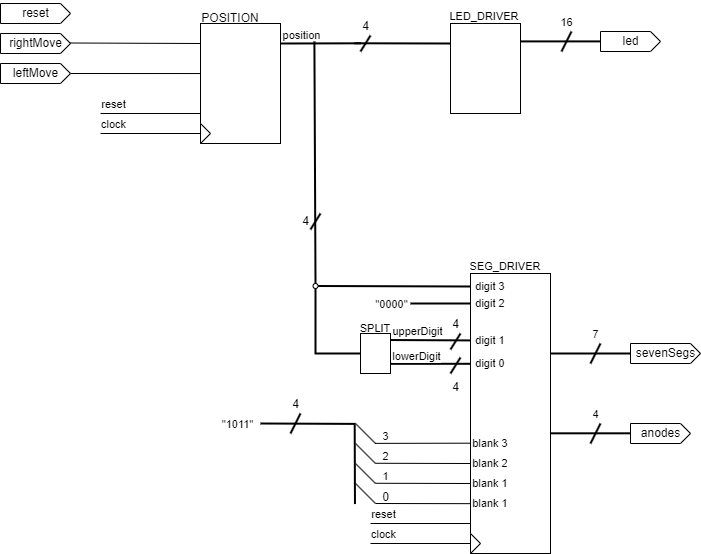 reset
POSITION
LED_DRIVER
rightMove
position
4
16
led
leftMove
reset
clock
4
SEG_DRIVER
digit 3
"0000"
digit 2
SPLIT
upperDigit
4
digit 1
7
lowerDigit
digit 0
sevenSegs
4
"1011"
4
3
blank 3
4
anodes
2
blank 2
1
blank 1
0
blank 1
reset
clock